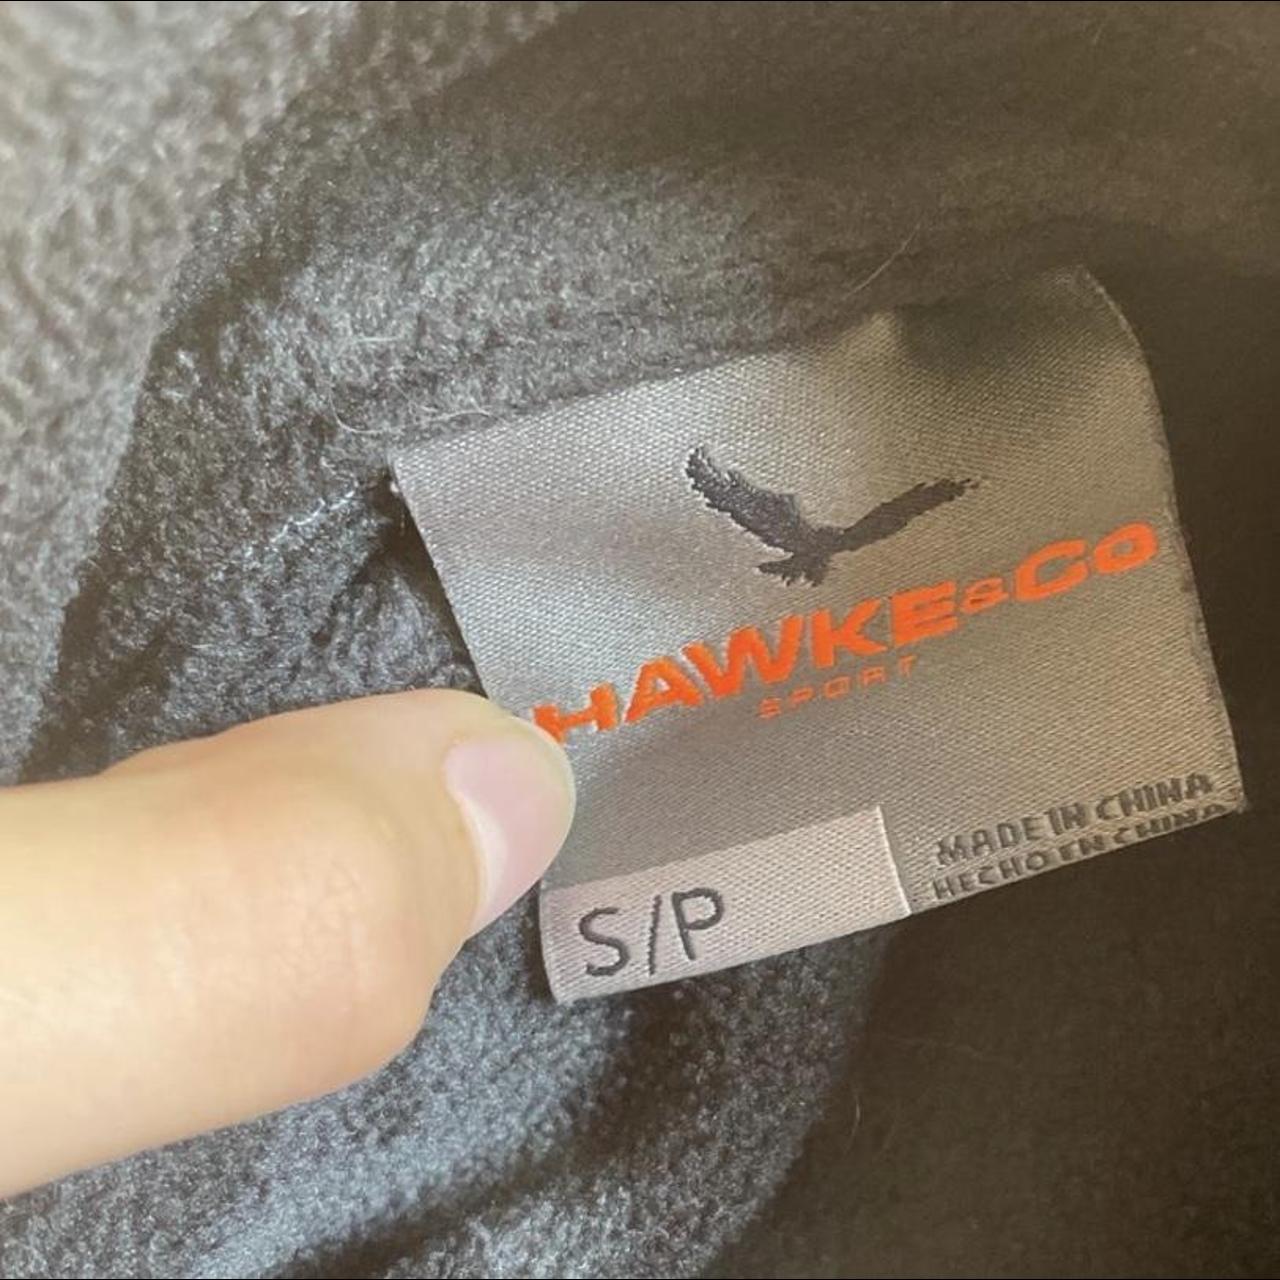 HAWKE&Co
SPORT
MADE IN CHINA
HECHO EN CHINA
S/P